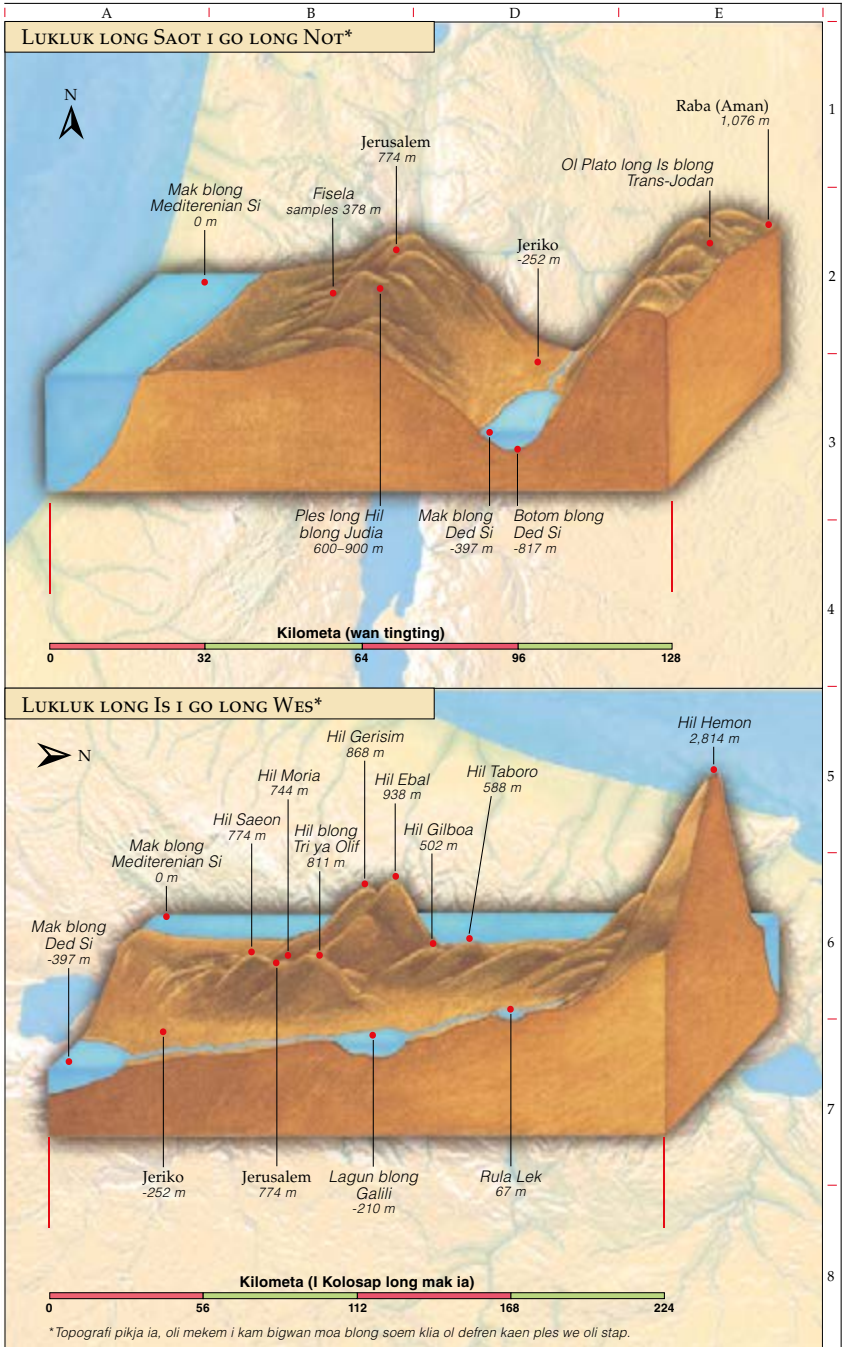 A B D E
LUKLUK LONG SAOT I GO LONG NOT*
N
1
Raba (Aman)
1,076 m
Jerusalem
774 m
Ol Plato long Is blong
Trans-Jodan
Mak blong
Mediterenian Si
0 m
Fisela
samples 378 m
Jeriko
-252 m
2
3
Ples long Hil
blong Judia
600–900 m
Mak blong
Ded Si
-397 m
Botom blong
Ded Si
-817 m
4
Kilometa (wan tingting)
0 32 64 96 128
LUKLUK LONG IS I GO LONG WES*
N
Hil Hemon
2,814 m
5
Hil Gerisim
868 m
Hil Moria
744 m
Hil Ebal
938 m
Hil Taboro
588 m
Hil Saeon
774 m
Hil blong
Tri ya Olif
811 m
Hil Gilboa
502 m
Mak blong
Mediterenian Si
0 m
Mak blong
Ded Si
-397 m
6
7
Jeriko
-252 m
Jerusalem
774 m
Lagun blong
Galili
-210 m
Rula Lek
67 m
8
Kilometa (I Kolosap long mak ia)
0 56 112 168 224
*Topografi pikja ia, oli mekem i kam bigwan moa blong soem klia ol defren kaen ples we oli stap.